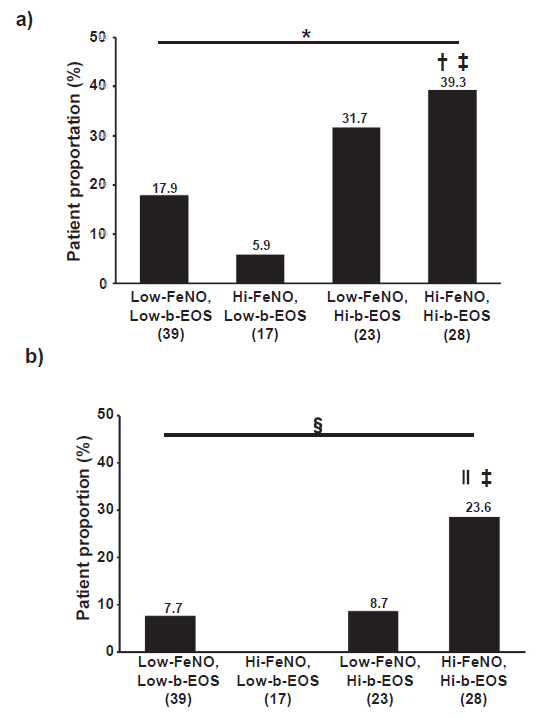 a)
*
50
† ‡
39.3
40
31.7
30
17.9
20
5.9
10
0
Patient proportation (%)
Low-FeNO, Hi-FeNO, Low-FeNO, Hi-FeNO,
Low-b-EOS Low-b-EOS Hi-b-EOS Hi-b-EOS
(39) (17) (23) (28)
b)
50
§
40
‖ ‡
23.6
30
20
10
7.7
8.7
0
Patient proportion (%)
Low-FeNO, Hi-FeNO, Low-FeNO, Hi-FeNO,
Low-b-EOS Low-b-EOS Hi-b-EOS Hi-b-EOS
(39) (17) (23) (28)